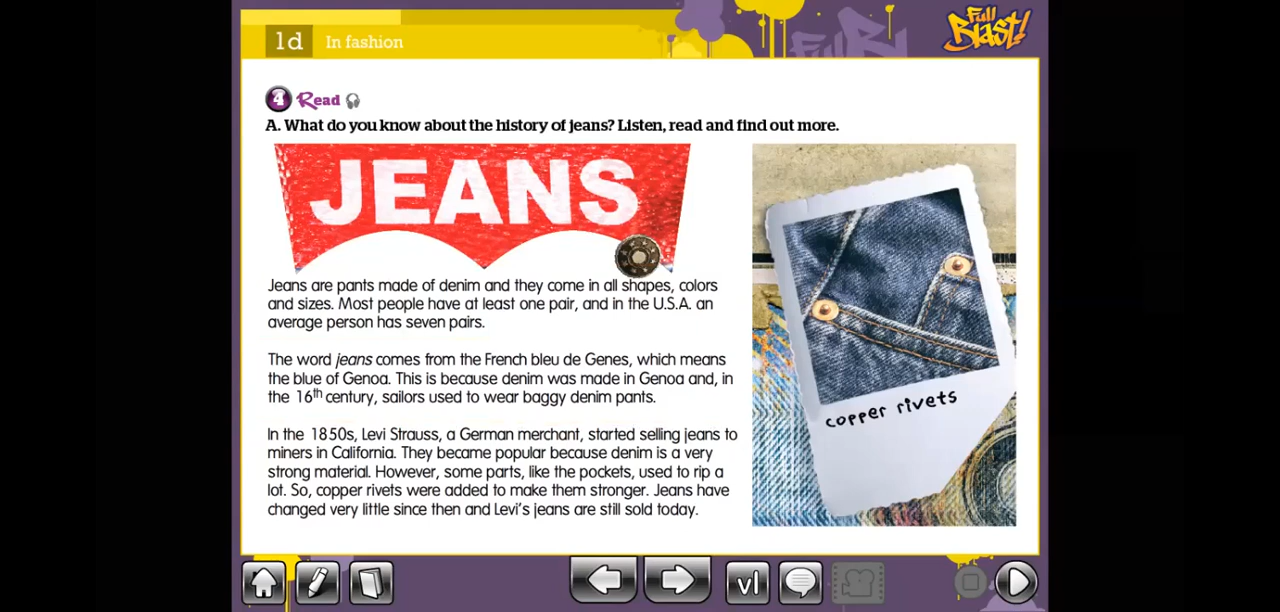 Full
Blast!
1d In fashion
4 Read
A. What do you know about the history of jeans? Listen, read and find out more.
JEANS
Jeans are pants made of denim and they come in all shapes, colors
and sizes. Most people have at least one pair, and in the U.S.A. an
average person has seven pairs.
The word jeans comes from the French bleu de Genes, which means
the blue of Genoa. This is because denim was made in Genoa and, in
the 16th century, sailors used to wear baggy denim pants.
In the 1850s, Levi Strauss, a German merchant, started selling jeans to
miners in California. They became popular because denim is a very
strong material. However, some parts, like the pockets, used to rip a
lot. So, copper rivets were added to make them stronger. Jeans have
changed very little since then and Levi's jeans are still sold today.
copper rivets
vl